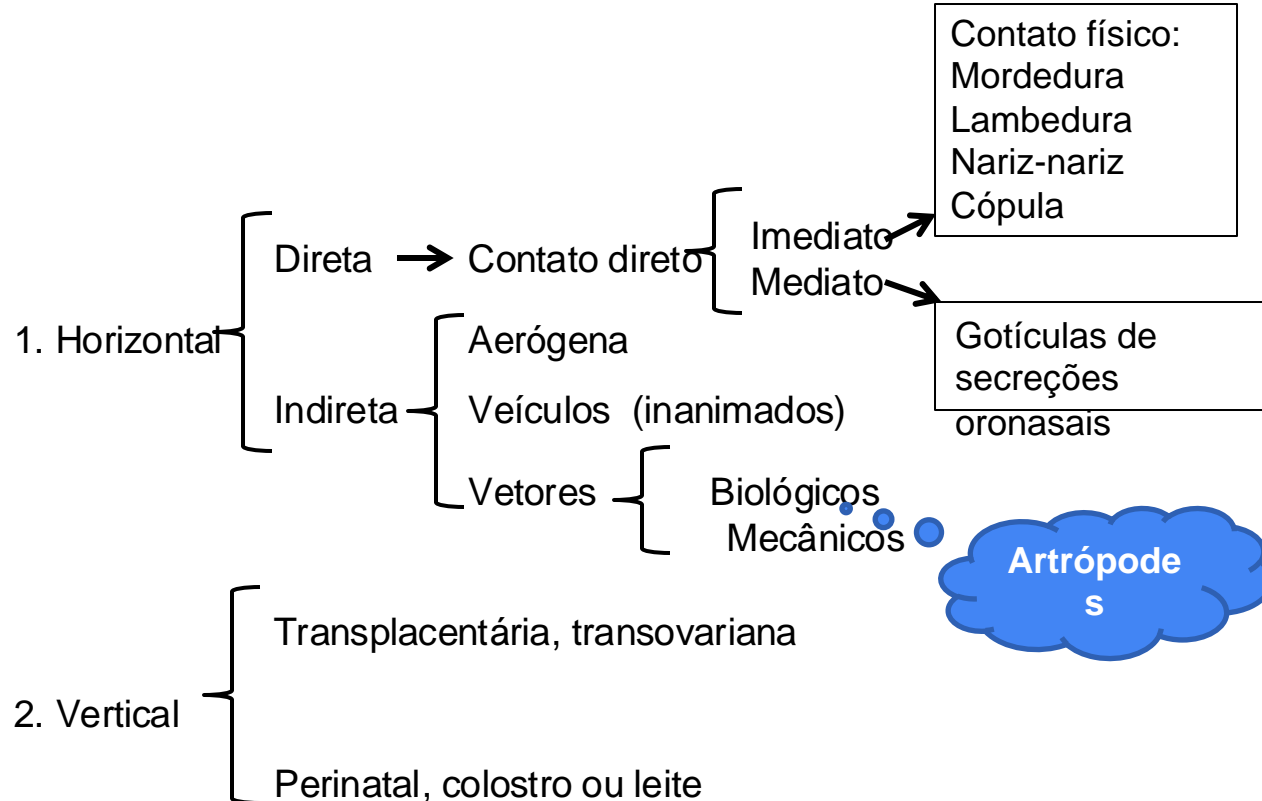 Contato físico:
Mordedura
Lambedura
Nariz-nariz
Cópula
Imediato
Direta
Contato direto
Mediato
1. Horizontal
Aerógena
Gotículas de
secreções
oronasais
Indireta
Veículos (inanimados)
Vetores
Biológicos
Mecânicos
Artrópode
s
Transplacentária, transovariana
2. Vertical
Perinatal, colostro ou leite